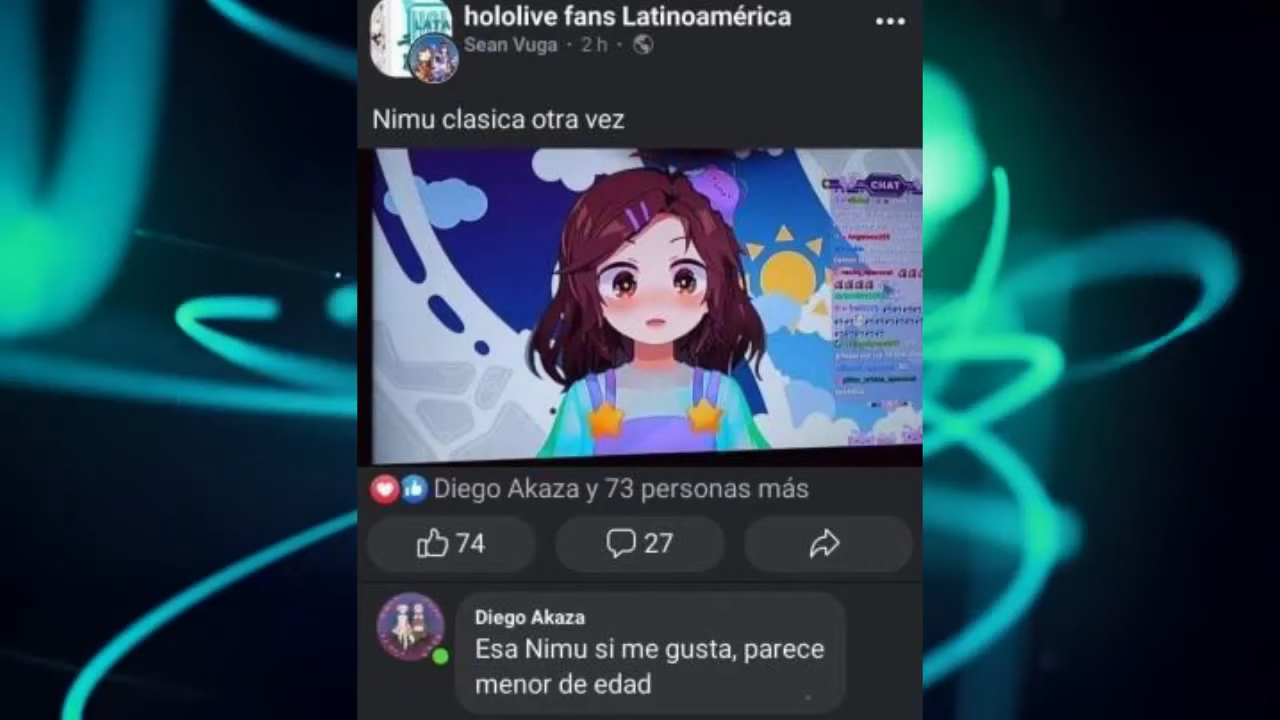 hololive fans Latinoamérica
Sean Vuga · 2 h ·
Nimu clasica otra vez
CHAT
Diego Akaza y 73 personas más
74
27
Diego Akaza
Esa Nimu si me gusta, parece
menor de edad